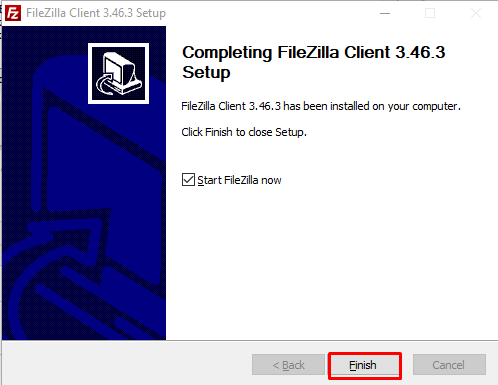 FileZilla Client 3.46.3 Setup
Completing FileZilla Client 3.46.3
Setup
FileZilla Client 3.46.3 has been installed on your computer.
Click Finish to close Setup.
Start FileZilla now
< Back
Finish
Cancel